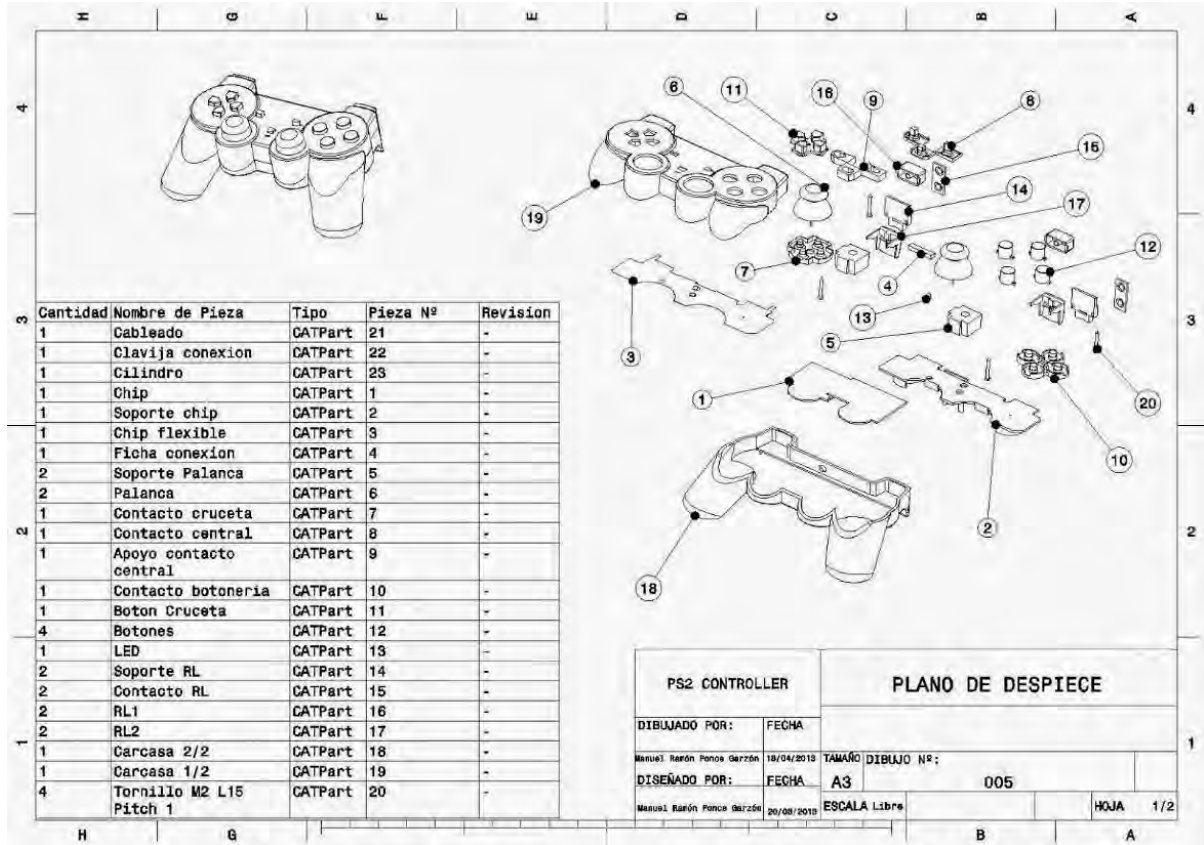 H G F E D C B A
4
4
6
11
16
9
8
16
14
17
19
7
4
12
13
3
5
3
3
1
20
10
2
2
2
18
1
1
Cantidad Nombre de Pieza Tipo Pieza Nº Revision
1 Cableado CATPart 21 -
1 Clavija conexion CATPart 22 -
1 Cilindro CATPart 23 -
1 Chip CATPart 1 -
1 Soporte chip CATPart 2 -
1 Chip flexible CATPart 3 -
1 Ficha conexion CATPart 4 -
2 Soporte Palanca CATPart 5 -
2 Palanca CATPart 6 -
1 Contacto cruceta CATPart 7 -
1 Contacto central CATPart 8 -
1 Apoyo contacto CATPart 9 -
central
1 Contacto botoneria CATPart 10 -
1 Boton Cruceta CATPart 11 -
4 Botones CATPart 12 -
1 LED CATPart 13 -
2 Soporte RL CATPart 14 -
2 Contacto RL CATPart 15 -
2 RL1 CATPart 16 -
2 RL2 CATPart 17 -
1 Carcasa 2/2 CATPart 18 -
1 Carcasa 1/2 CATPart 19 -
4 Tornillo M2 L15 CATPart 20 -
Pitch 1
PS2 CONTROLLER
PLANO DE DESPIECE
DIBUJADO POR: FECHA
Manuel Ramón Ponce Garzón 18/04/2013
TAMAÑO DIBUJO Nº:
DISEÑADO POR: FECHA
A3 005
Manuel Ramón Ponce Garzón 20/03/2013
ESCALA Libre HOJA 1/2
H G B A